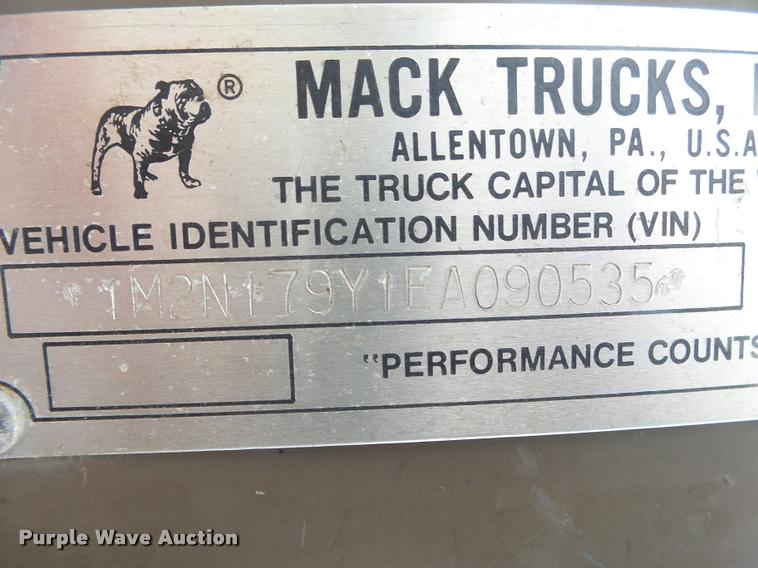 ®
MACK TRUCKS,
ALLENTOWN, PA., U.S.A
THE TRUCK CAPITAL OF THE
VEHICLE IDENTIFICATION NUMBER (VIN)
1M2N179Y1EA090535
"PERFORMANCE COUNTS
Purple Wave Auction